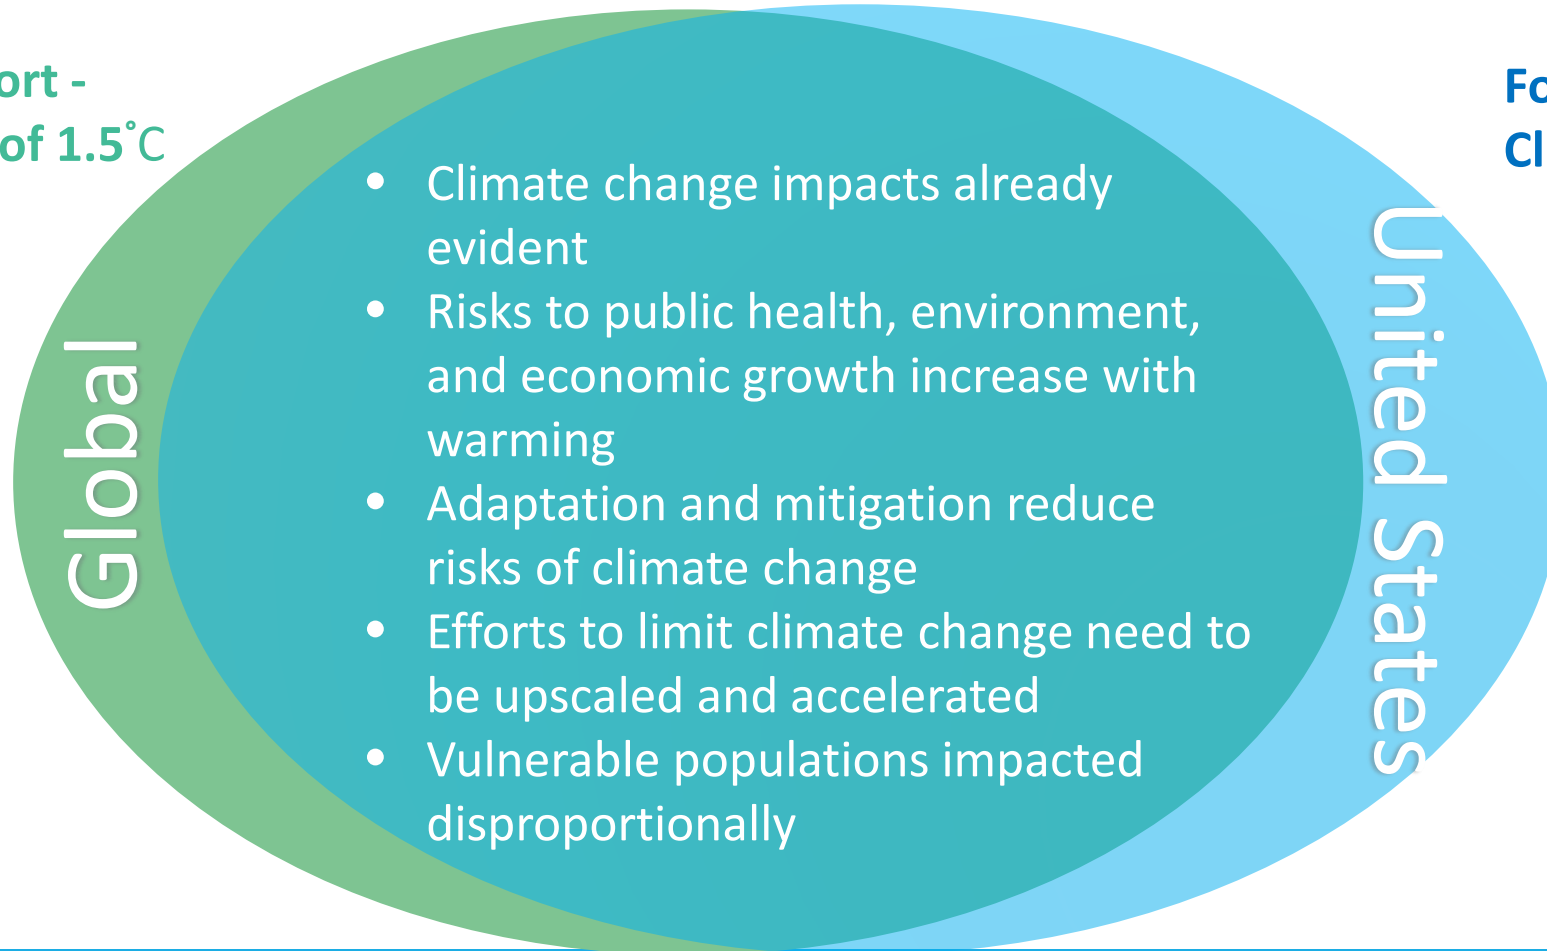 ort -
of 1.5°C
Fo
Cl
Global
• Climate change impacts already
evident
• Risks to public health, environment,
and economic growth increase with
warming
• Adaptation and mitigation reduce
risks of climate change
• Efforts to limit climate change need to
be upscaled and accelerated
• Vulnerable populations impacted
disproportionally
United States